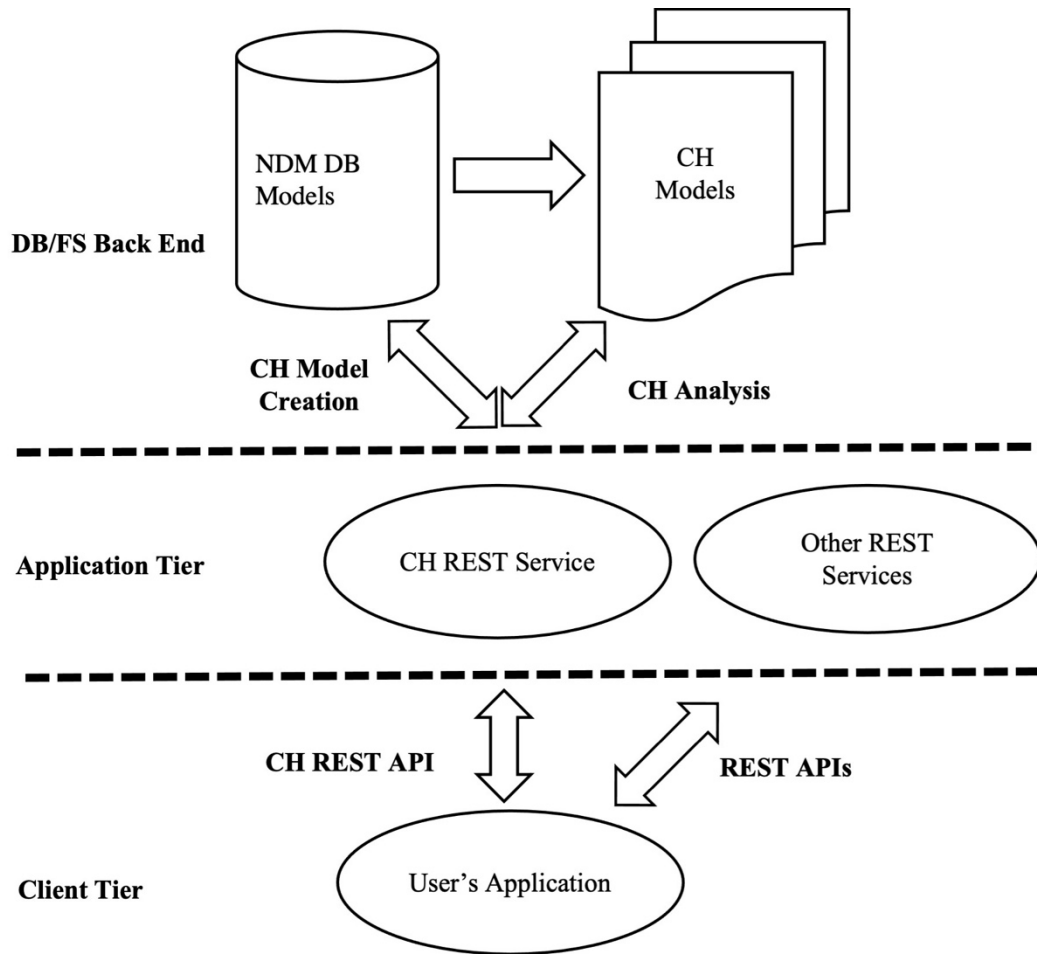 NDM DB
Models
CH
Models
DB/FS Back End
CH Model
Creation
CH Analysis
CH REST Service
Other REST
Services
Application Tier
CH REST API
REST APIs
User’s Application
Client Tier